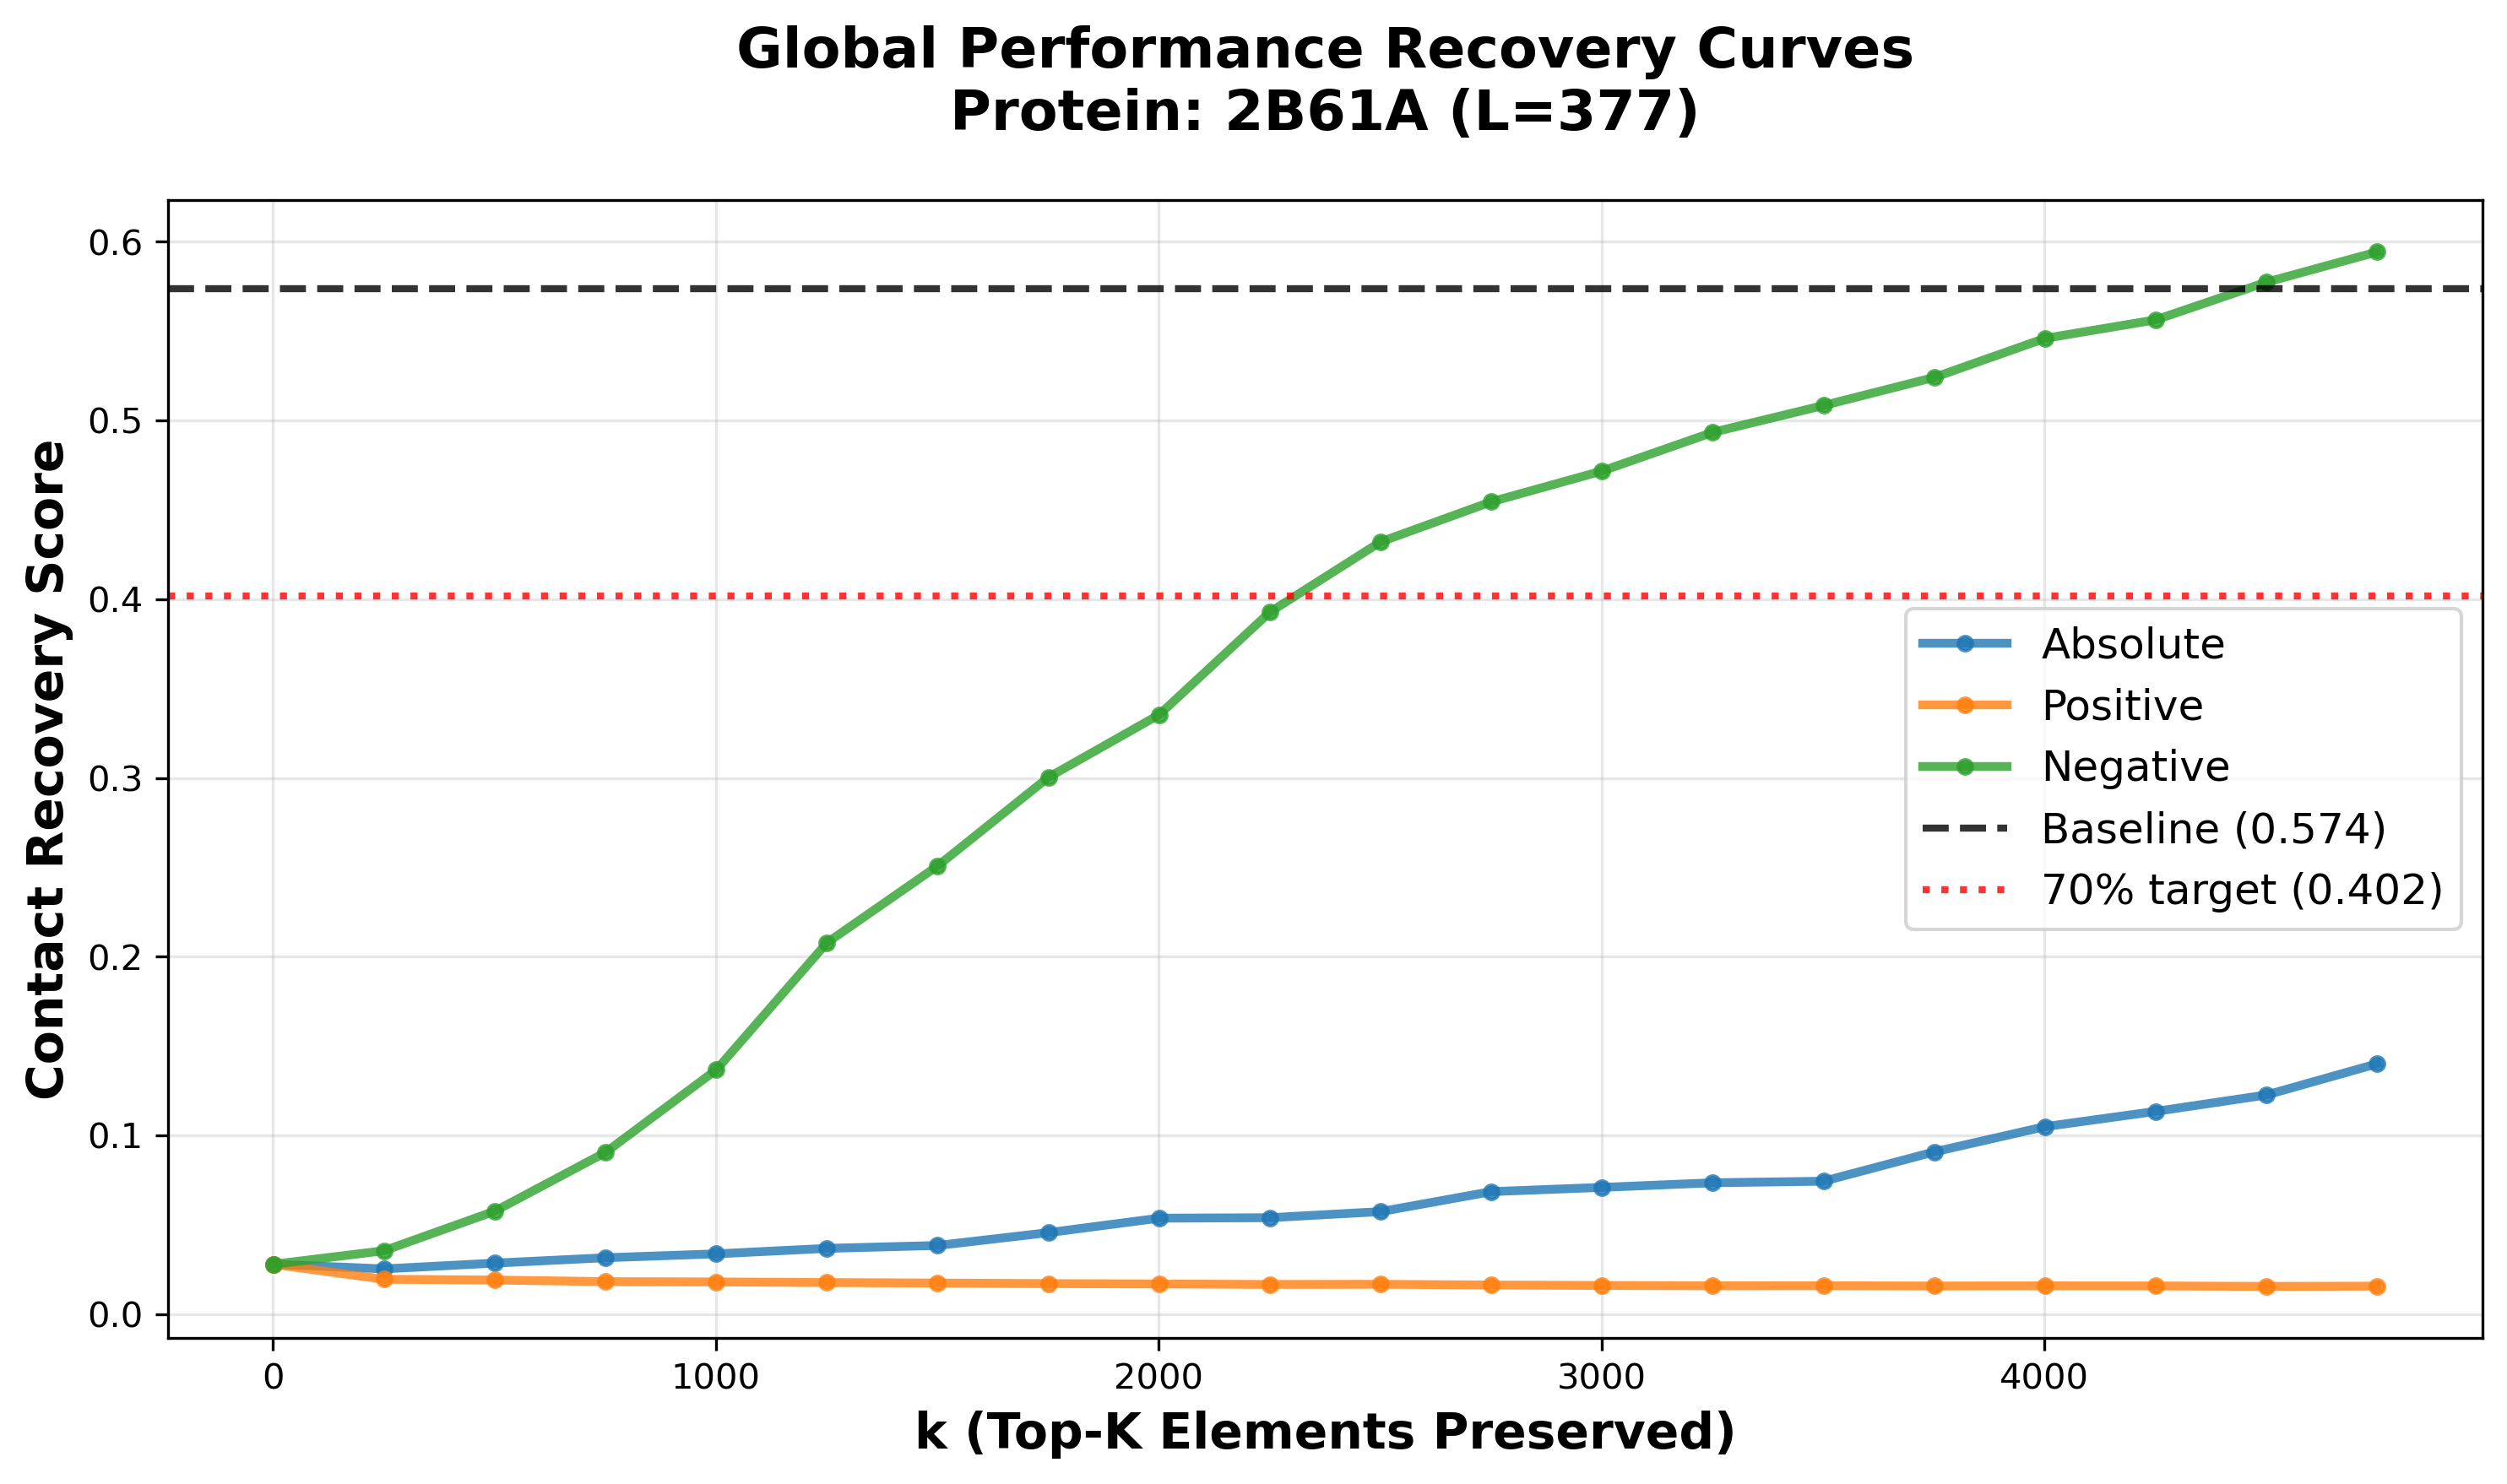 Global Performance Recovery Curves
Protein: 2B61A (L=377)
Contact Recovery Score
0.6
0.5
0.4
0.3
0.2
0.1
0.0
Absolute
Positive
Negative
Baseline (0.574)
70% target (0.402)
0
1000
2000
3000
4000
k (Top-K Elements Preserved)